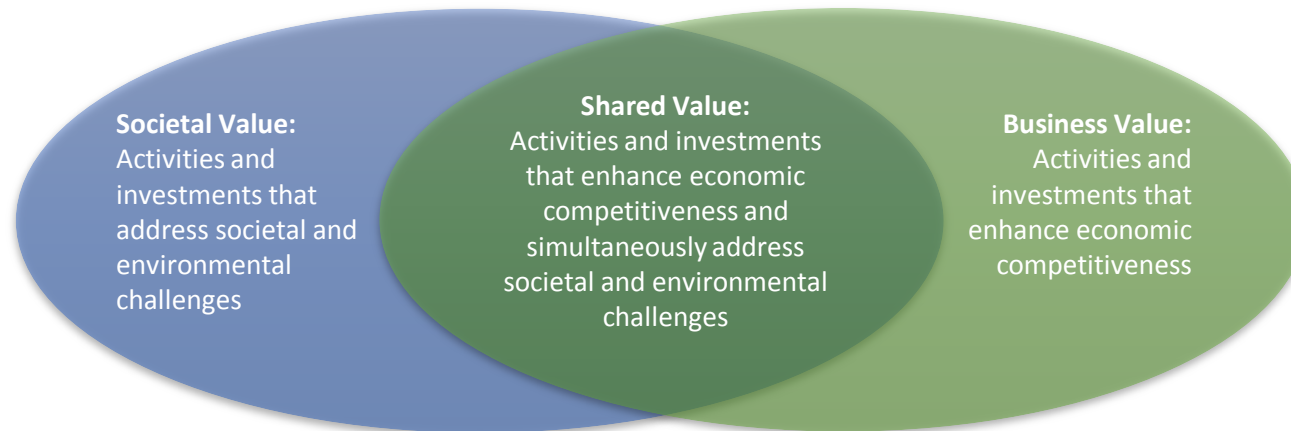 Societal Value:
Activities and
investments that
address societal and
environmental
challenges
Shared Value:
Activities and investments
that enhance economic
competitiveness and
simultaneously address
societal and environmental
challenges
Business Value:
Activities and
investments that
enhance economic
competitiveness